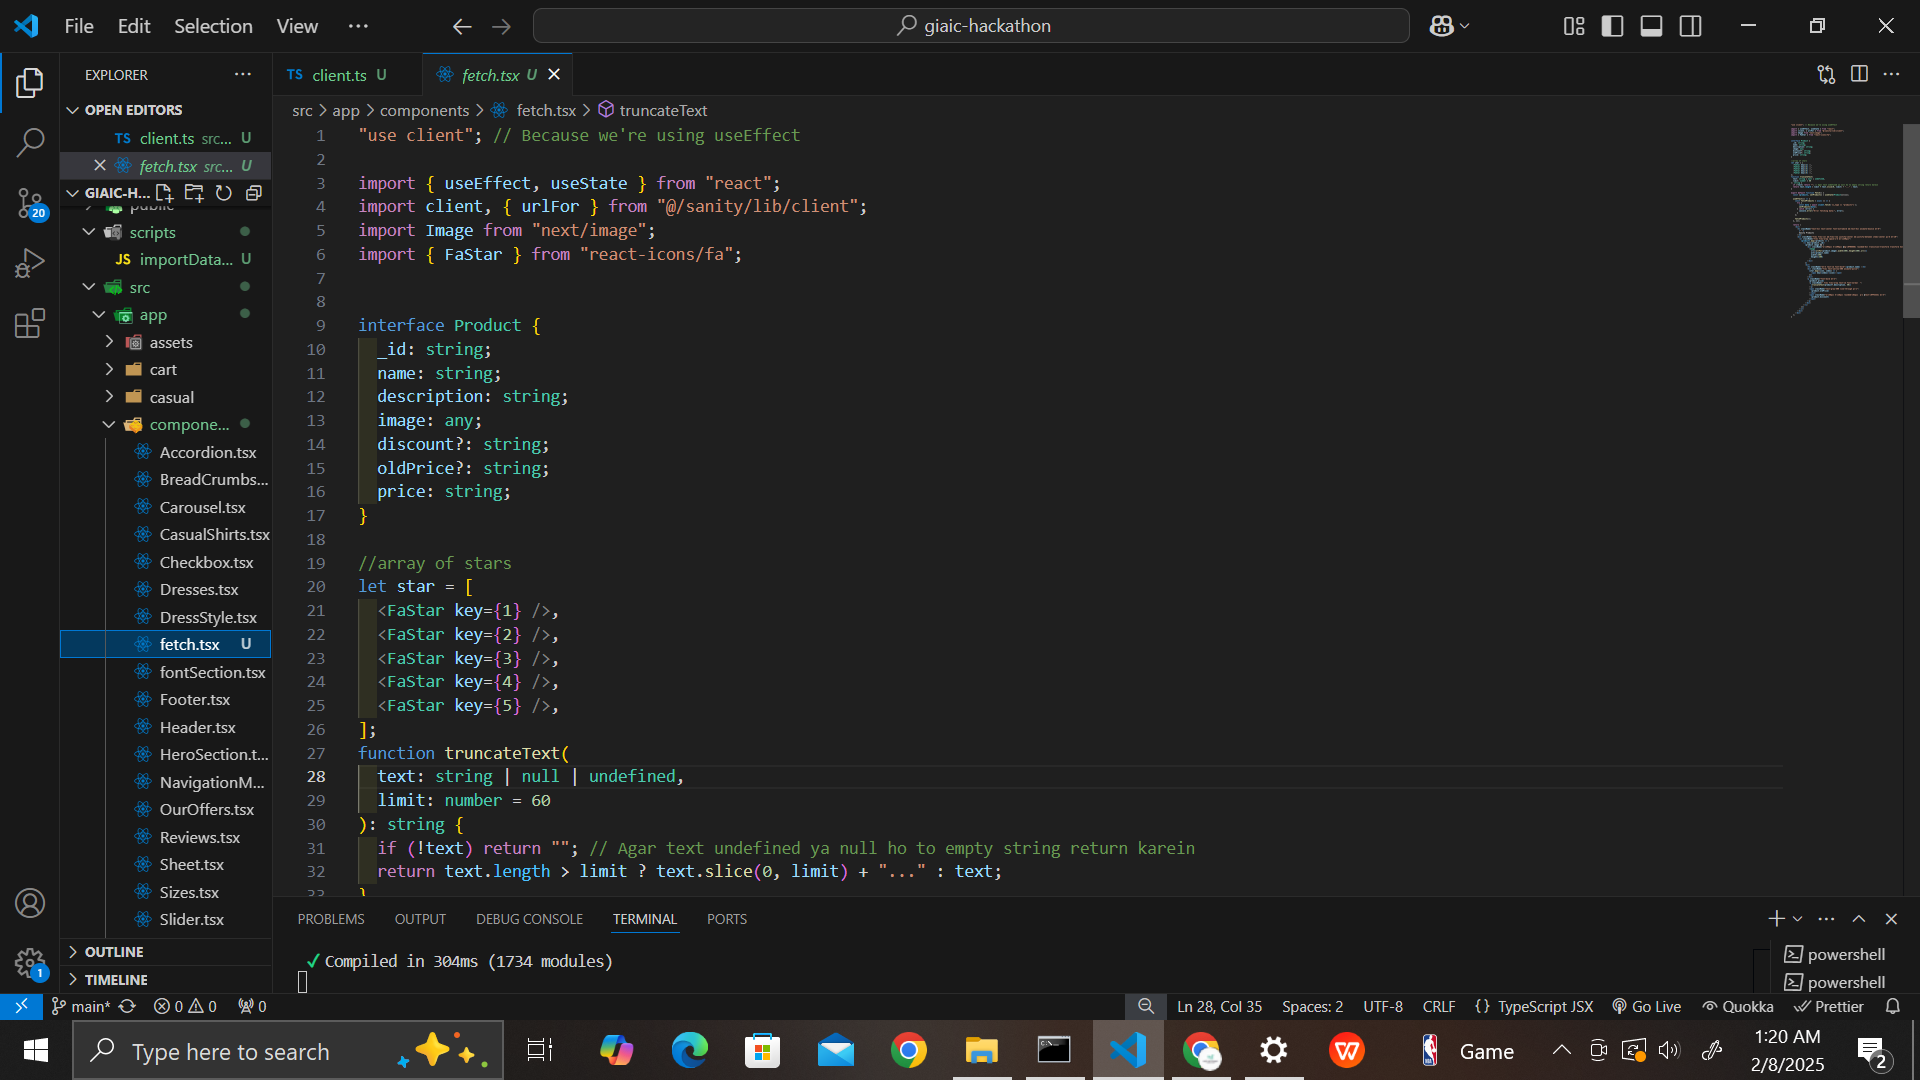 File Edit Selection View ···
giaic-hackathon
EXPLORER
OPEN EDITORS
TS client.ts src... U
fetch.tsx src... U
GIAIC-H...
public
scripts
JS importData...
src
app
assets
cart
casual
compone...
Accordion.tsx
BreadCrumbs...
Carousel.tsx
CasualShirts.tsx
Checkbox.tsx
Dresses.tsx
DressStyle.tsx
fetch.tsx U
fontSection.tsx
Footer.tsx
Header.tsx
HeroSection.t...
NavigationM...
OurOffers.tsx
Reviews.tsx
Sheet.tsx
Sizes.tsx
Slider.tsx
OUTLINE
TIMELINE
20
1
TS client.ts U
fetch.tsx U
src > app > components > fetch.tsx > truncateText
1 "use client"; // Because we're using useEffect
2
3 import { useEffect, useState } from "react";
4 import client, { urlFor } from "@/sanity/lib/client";
5 import Image from "next/image";
6 import { FaStar } from "react-icons/fa";
7
8
9 interface Product {
10 _id: string;
11 name: string;
12 description: string;
13 image: any;
14 discount?: string;
15 oldPrice?: string;
16 price: string;
17 }
18
19 //array of stars
20 let star = [
21 <FaStar key={1} />,
22 <FaStar key={2} />,
23 <FaStar key={3} />,
24 <FaStar key={4} />,
25 <FaStar key={5} />,
26 ];
27 function truncateText(
28 text: string | null | undefined,
29 limit: number = 60
30 ): string {
31 if (!text) return ""; // Agar text undefined ya null ho to empty string return karein
32 return text.length > limit ? text.slice(0, limit) + "..." : text;
33 }
PROBLEMS OUTPUT DEBUG CONSOLE TERMINAL PORTS
✓ Compiled in 304ms (1734 modules)
powershell
powershell
main* 0 0 0
Ln 28, Col 35 Spaces: 2 UTF-8 CRLF {} TypeScript JSX Go Live Quokka Prettier
Type here to search
Game
1:20 AM
2/8/2025
2